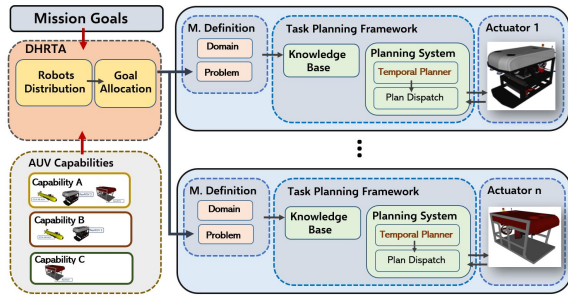 Mission Goals
DHRTA
Robots
Distribution
Goal
Allocation
AUV Capabilities
Capability A
Capability B
Capability C
M. Definition
Domain
Problem
Task Planning Framework
Knowledge
Base
Planning System
Temporal Planner
Plan Dispatch
Actuator 1
M. Definition
Domain
Problem
Task Planning Framework
Knowledge
Base
Planning System
Temporal Planner
Plan Dispatch
Actuator n